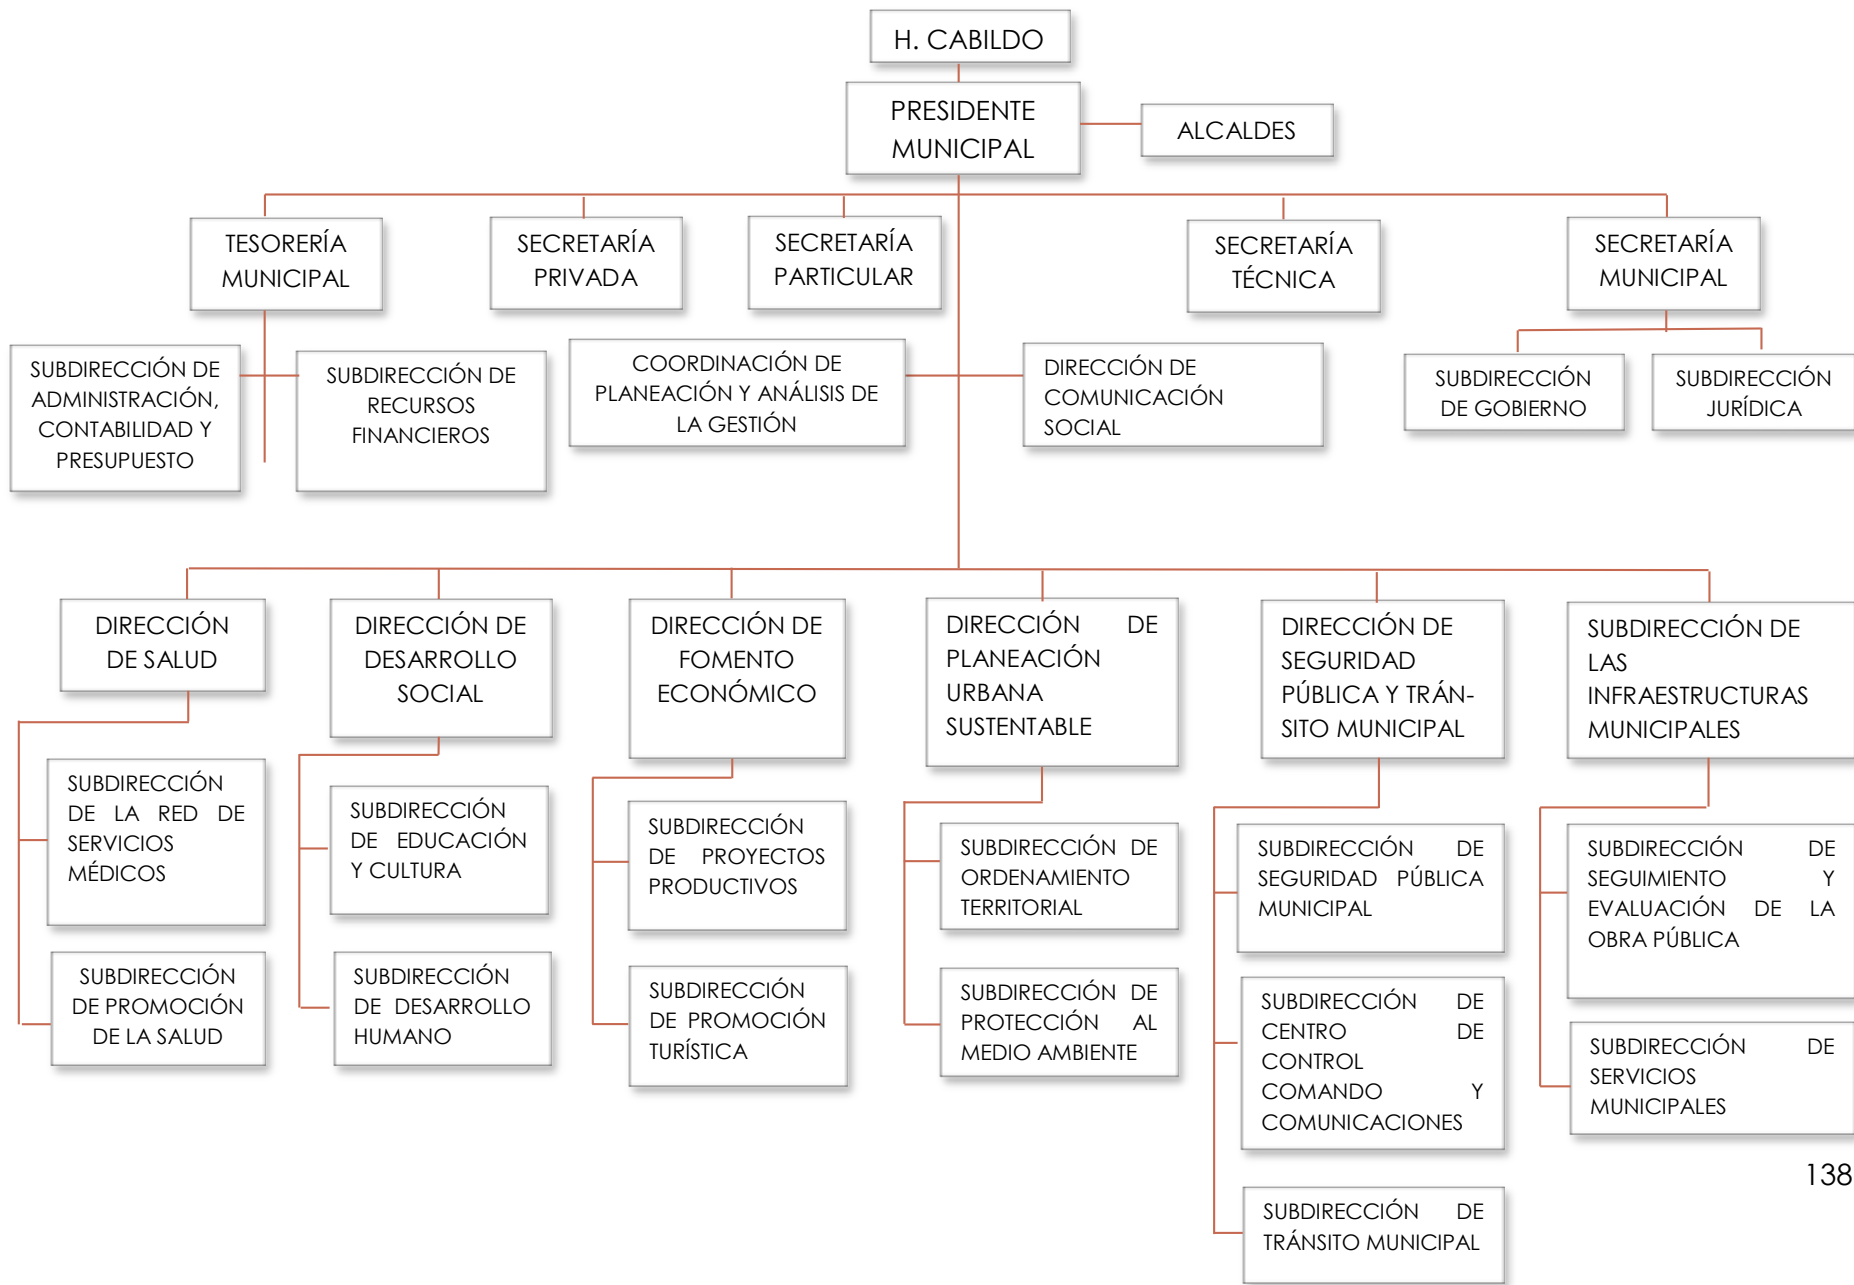 H. CABILDO
PRESIDENTE
MUNICIPAL
ALCALDES
TESORERÍA
MUNICIPAL
SECRETARÍA
PRIVADA
SECRETARÍA
PARTICULAR
SECRETARÍA
TÉCNICA
SECRETARÍA
MUNICIPAL
SUBDIRECCIÓN DE
ADMINISTRACIÓN,
CONTABILIDAD Y
PRESUPUESTO
SUBDIRECCIÓN DE
RECURSOS
FINANCIEROS
COORDINACIÓN DE
PLANEACIÓN Y ANÁLISIS DE
LA GESTIÓN
DIRECCIÓN DE
COMUNICACIÓN
SOCIAL
SUBDIRECCIÓN
DE GOBIERNO
SUBDIRECCIÓN
JURÍDICA
DIRECCIÓN
DE SALUD
DIRECCIÓN DE
DESARROLLO
SOCIAL
DIRECCIÓN DE
FOMENTO
ECONÓMICO
DIRECCIÓN DE
PLANEACIÓN
URBANA
SUSTENTABLE
DIRECCIÓN DE
SEGURIDAD
PÚBLICA Y TRÁN-
SITO MUNICIPAL
SUBDIRECCIÓN DE
LAS
INFRAESTRUCTURAS
MUNICIPALES
SUBDIRECCIÓN
DE LA RED DE
SERVICIOS
MÉDICOS
SUBDIRECCIÓN
DE EDUCACIÓN
Y CULTURA
SUBDIRECCIÓN
DE PROYECTOS
PRODUCTIVOS
SUBDIRECCIÓN DE
ORDENAMIENTO
TERRITORIAL
SUBDIRECCIÓN DE
SEGURIDAD PÚBLICA
MUNICIPAL
SUBDIRECCIÓN DE
SEGUIMIENTO Y
EVALUACIÓN DE LA
OBRA PÚBLICA
SUBDIRECCIÓN
DE PROMOCIÓN
DE LA SALUD
SUBDIRECCIÓN
DE DESARROLLO
HUMANO
SUBDIRECCIÓN
DE PROMOCIÓN
TURÍSTICA
SUBDIRECCIÓN DE
PROTECCIÓN AL
MEDIO AMBIENTE
SUBDIRECCIÓN DE
CENTRO DE
CONTROL
COMANDO Y
COMUNICACIONES
SUBDIRECCIÓN DE
SERVICIOS
MUNICIPALES
SUBDIRECCIÓN DE
TRÁNSITO MUNICIPAL
138